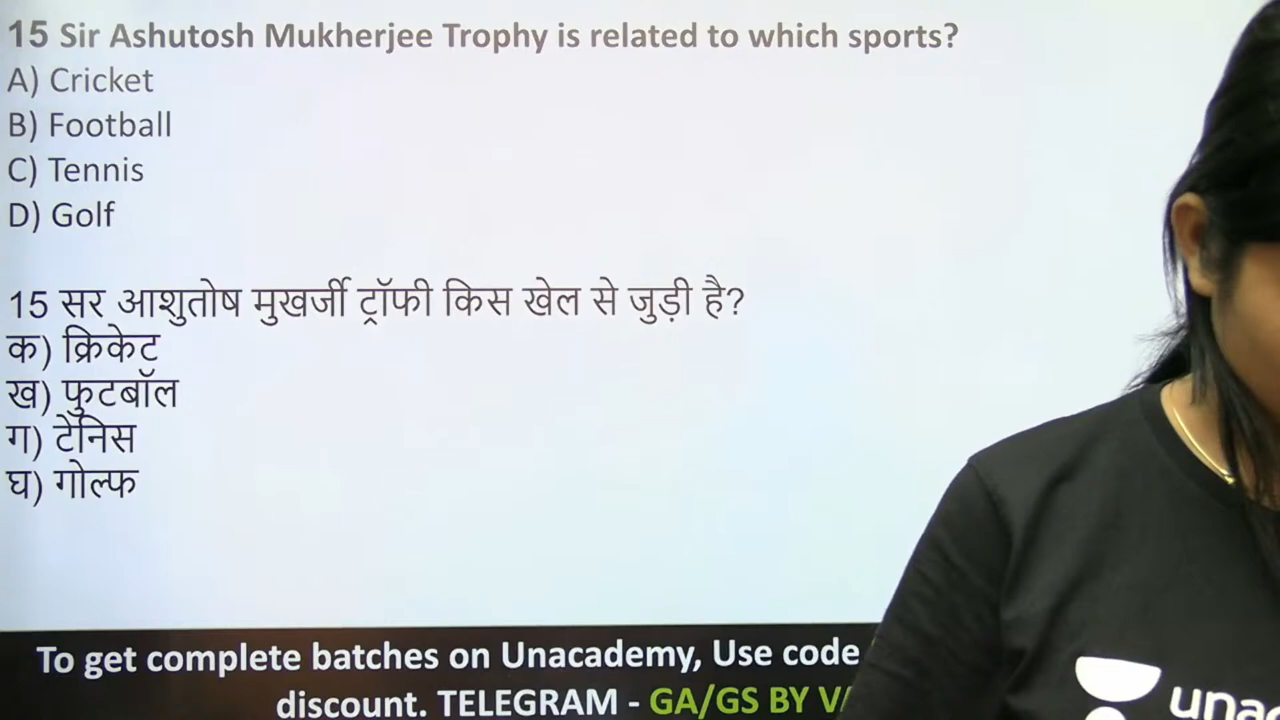 15 Sir Ashutosh Mukherjee Trophy is related to which sports?
A) Cricket
B) Football
C) Tennis
D) Golf
15 सर आशुतोष मुखर्जी ट्रॉफी किस खेल से जुड़ी है?
क) क्रिकेट
ख) फुटबॉल
ग) टेनिस
घ) गोल्फ
To get complete batches on Unacademy, Use code
discount. TELEGRAM - GA/GS BY